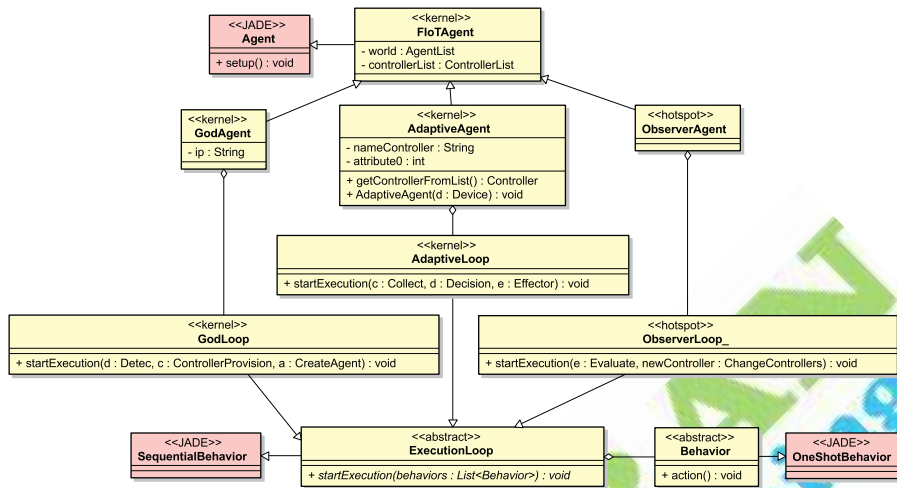 <<JADE>>
Agent
+ setup() : void
<<kernel>>
FIoTAgent
- world : AgentList
- controllerList : ControllerList
<<kernel>>
GodAgent
- ip : String
<<kernel>>
AdaptiveAgent
- nameController : String
- attribute0 : int
+ getControllerFromList() : Controller
+ AdaptiveAgent(d : Device) : void
<<hotspot>>
ObserverAgent
<<kernel>>
AdaptiveLoop
+ startExecution(c : Collect, d : Decision, e : Effector) : void
<<kernel>>
GodLoop
+ startExecution(d : Detec, c : ControllerProvision, a : CreateAgent) : void
<<hotspot>>
ObserverLoop_
+ startExecution(e : Evaluate, newController : ChangeControllers) : void
<<JADE>>
SequentialBehavior
<<abstract>>
ExecutionLoop
+ startExecution(behaviors : List<Behavior>) : void
<<abstract>>
Behavior
+ action() : void
<<JADE>>
OneShotBehavior